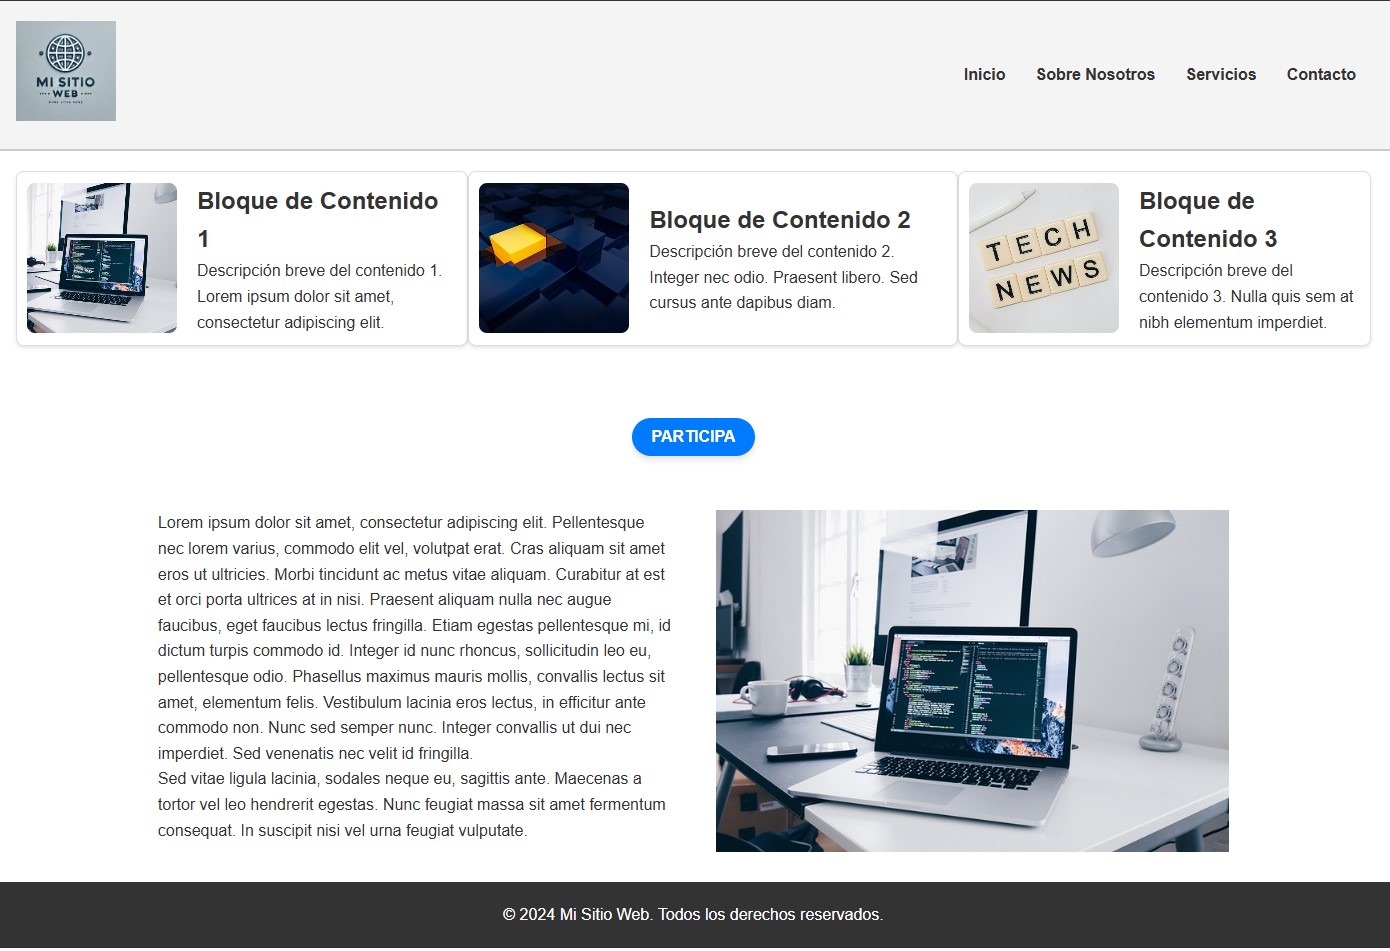 MI SITIO
WEB
Inicio Sobre Nosotros Servicios Contacto
Bloque de Contenido
1
Descripción breve del contenido 1.
Lorem ipsum dolor sit amet,
consectetur adipiscing elit.
Bloque de Contenido 2
Descripción breve del contenido 2.
Integer nec odio. Praesent libero. Sed
cursus ante dapibus diam.
TECH
NEWS
Bloque de
Contenido 3
Descripción breve del
contenido 3. Nulla quis sem at
nibh elementum imperdiet.
PARTICIPA
Lorem ipsum dolor sit amet, consectetur adipiscing elit. Pellentesque
nec lorem varius, commodo elit vel, volutpat erat. Cras aliquam sit amet
eros ut ultricies. Morbi tincidunt ac metus vitae aliquam. Curabitur at est
et orci porta ultrices at in nisi. Praesent aliquam nulla nec augue
faucibus, eget faucibus lectus fringilla. Etiam egestas pellentesque mi, id
dictum turpis commodo id. Integer id nunc rhoncus, sollicitudin leo eu,
pellentesque odio. Phasellus maximus mauris mollis, convallis lectus sit
amet, elementum felis. Vestibulum lacinia eros lectus, in efficitur ante
commodo non. Nunc sed semper nunc. Integer convallis ut dui nec
imperdiet. Sed venenatis nec velit id fringilla.
Sed vitae ligula lacinia, sodales neque eu, sagittis ante. Maecenas a
tortor vel leo hendrerit egestas. Nunc feugiat massa sit amet fermentum
consequat. In suscipit nisi vel urna feugiat vulputate.
© 2024 Mi Sitio Web. Todos los derechos reservados.